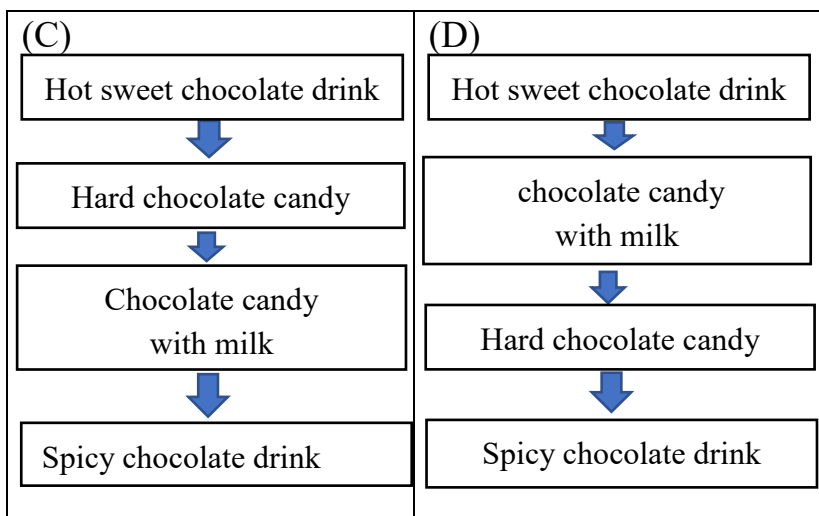 (C)
Hot sweet chocolate drink
Hard chocolate candy
Chocolate candy
with milk
Spicy chocolate drink
(D)
Hot sweet chocolate drink
chocolate candy
with milk
Hard chocolate candy
Spicy chocolate drink